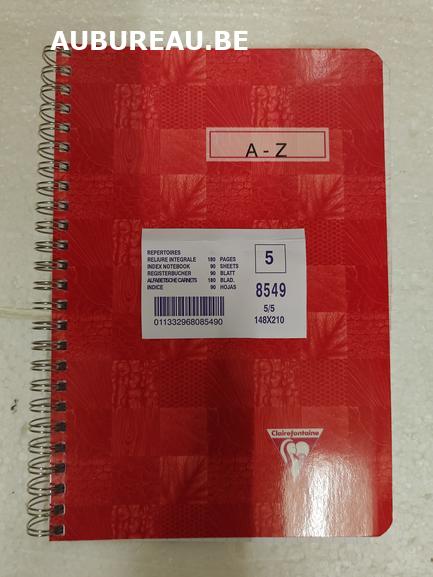 AUBUREAU.BE
A - Z
REPERTOIRES
RELIURE INTEGRALE 180 PAGES
INDEX NOTEBOOK 90 SHEETS
REGISTERBUCHER 90 BLATT
ALFABETISCHE CARNETS 180 BLAD.
INDICE 90 HOJAS
5
8549
5/5
148X210
011332968085490
Clairefontaine